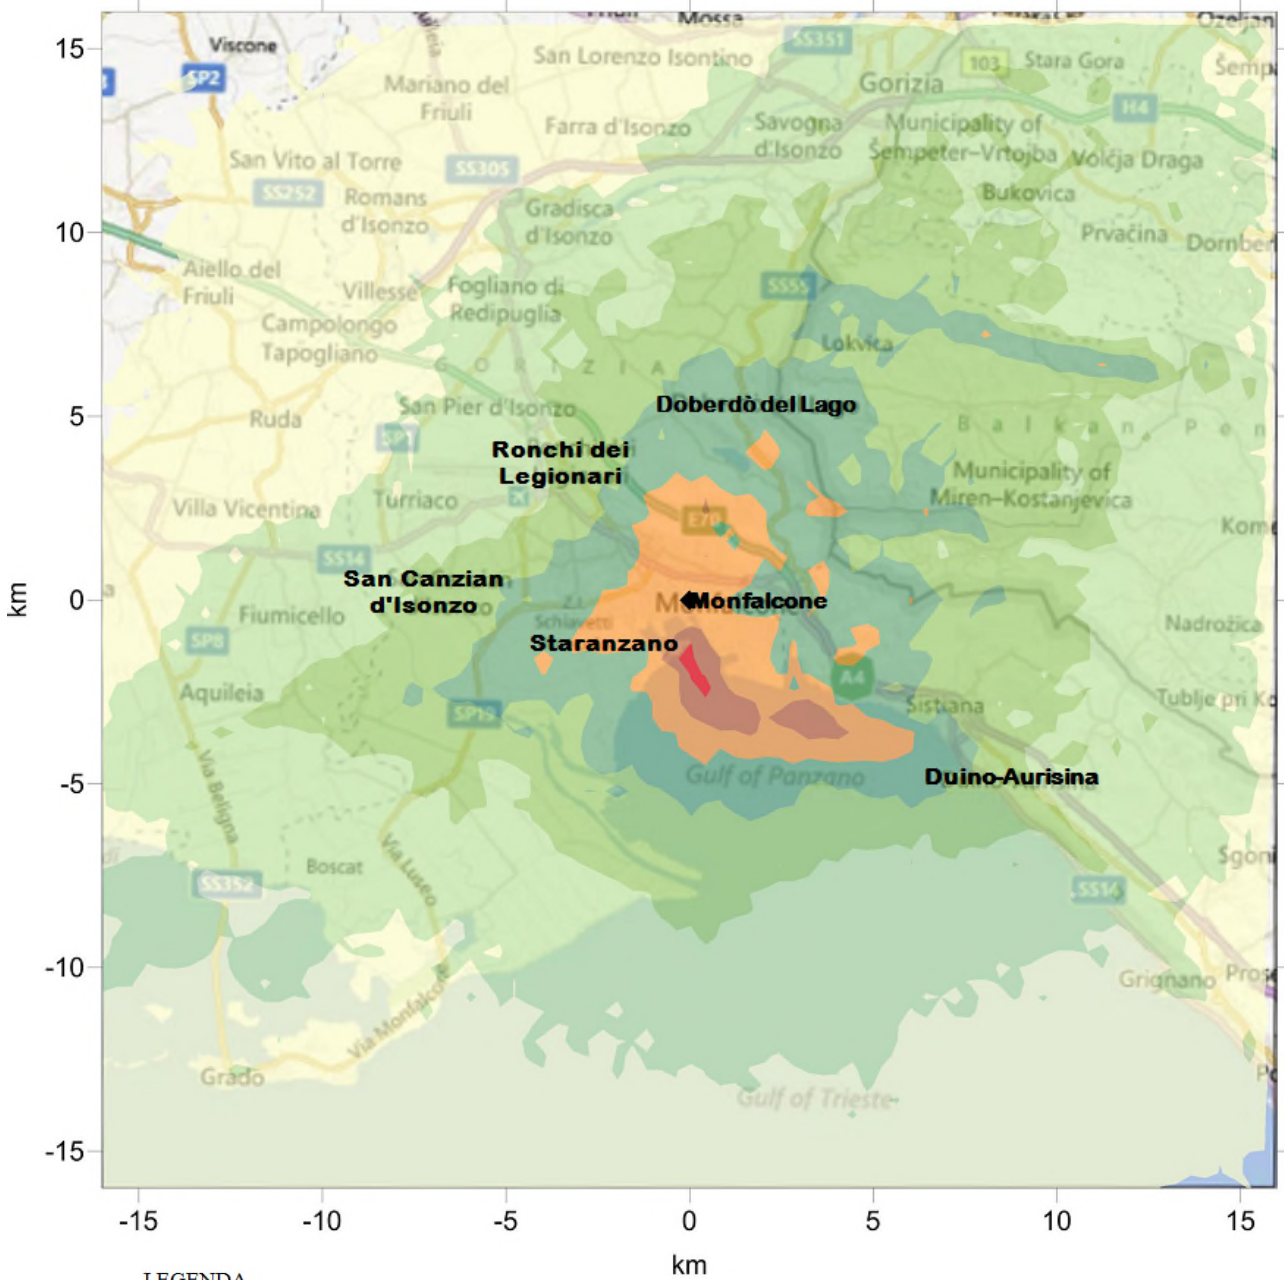 Mossa
Ozeljan
15
Viscone
SS351
San Lorenzo Isontino
103
Stara Gora
SP2
Mariano del
Friuli
Gorizia
H4
Farra d'Isonzo
Savogna
d'Isonzo
Municipality of
Šempeter–Vrtojba
Volčja Draga
San Vito al Torre
SS305
SS252
Romans
d'Isonzo
Bukovica
Gradisca
d'Isonzo
10
Prvačina
Aiello del
Friuli
Villesse
Fogliano di
Redipuglia
SS55
Campolongo
Tapogliano
Lokvica
G O R I Z I A
5
San Pier d'Isonzo
Doberdò del Lago
Ruda
B a l k a n P e n
Ronchi dei
Legionari
Municipality of
Miren–Kostanjevica
Turriaco
Villa Vicentina
E70
SS14
km
0
San Canzian
d'Isonzo
Monfalcone
Fiumicello
Z.I.
Schiavetti
Nadrožica
SP8
Staranzano
A4
Aquileia
SP19
Sistiana
-5
Gulf of Panzano
Duino-Aurisina
Via Beligna
Boscat
Via Luseo
SS352
SS14
-10
Grignano
Via Monfalcone
Grado
Gulf of Trieste
-15
-15
-10
-5
0
5
10
15
km
LEGENDA